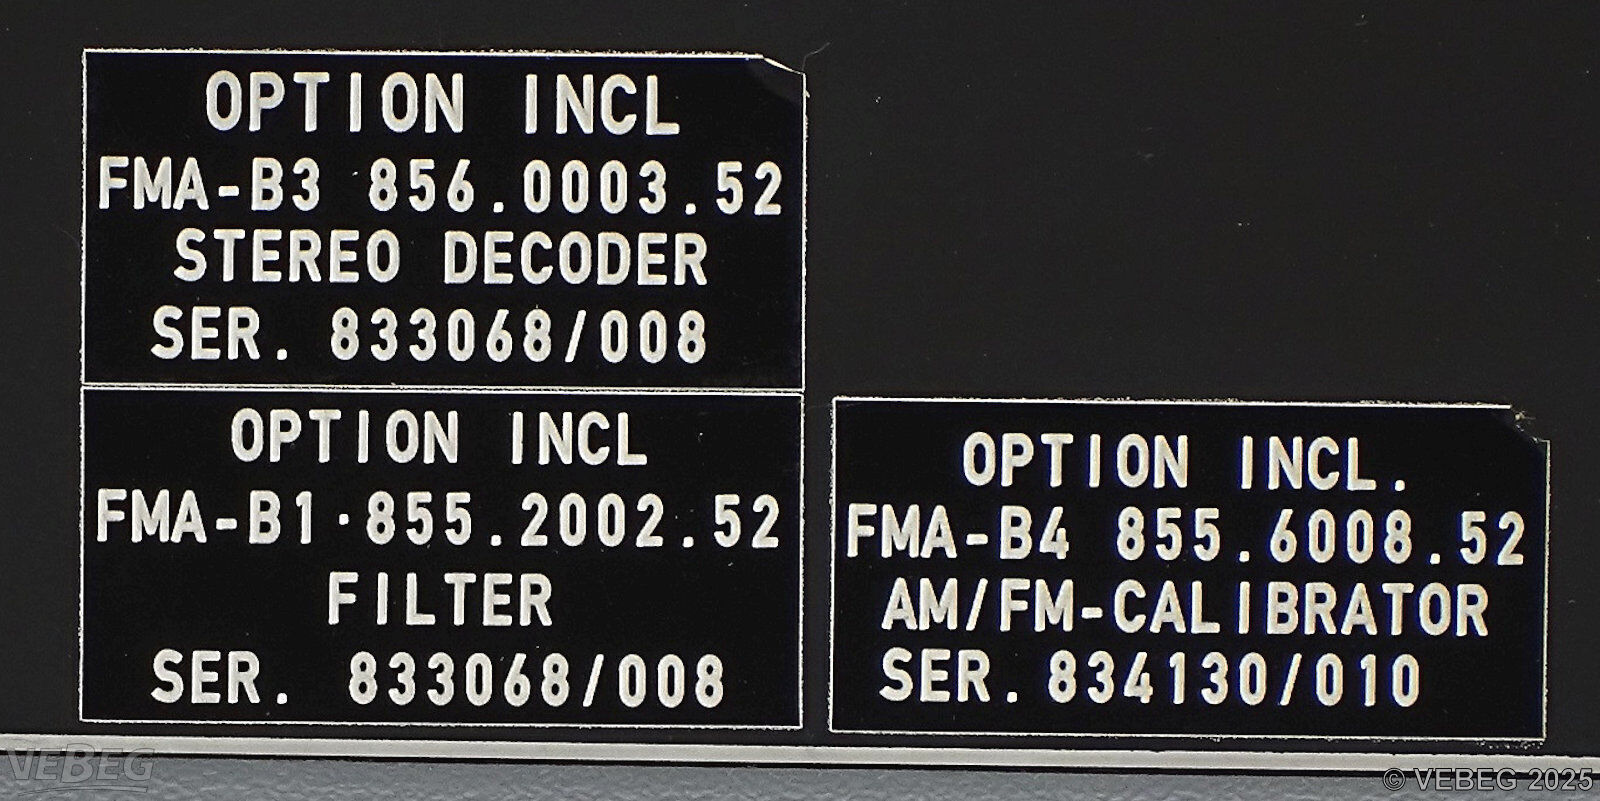 OPTION INCL
FMA-B3 856.0003.52
STEREO DECODER
SER. 833068/008
OPTION INCL
FMA-B1·855.2002.52
FILTER
SER. 833068/008
OPTION INCL.
FMA-B4 855.6008.52
AM/FM-CALIBRATOR
SER. 834130/010
VEBEG
© VEBEG 2025